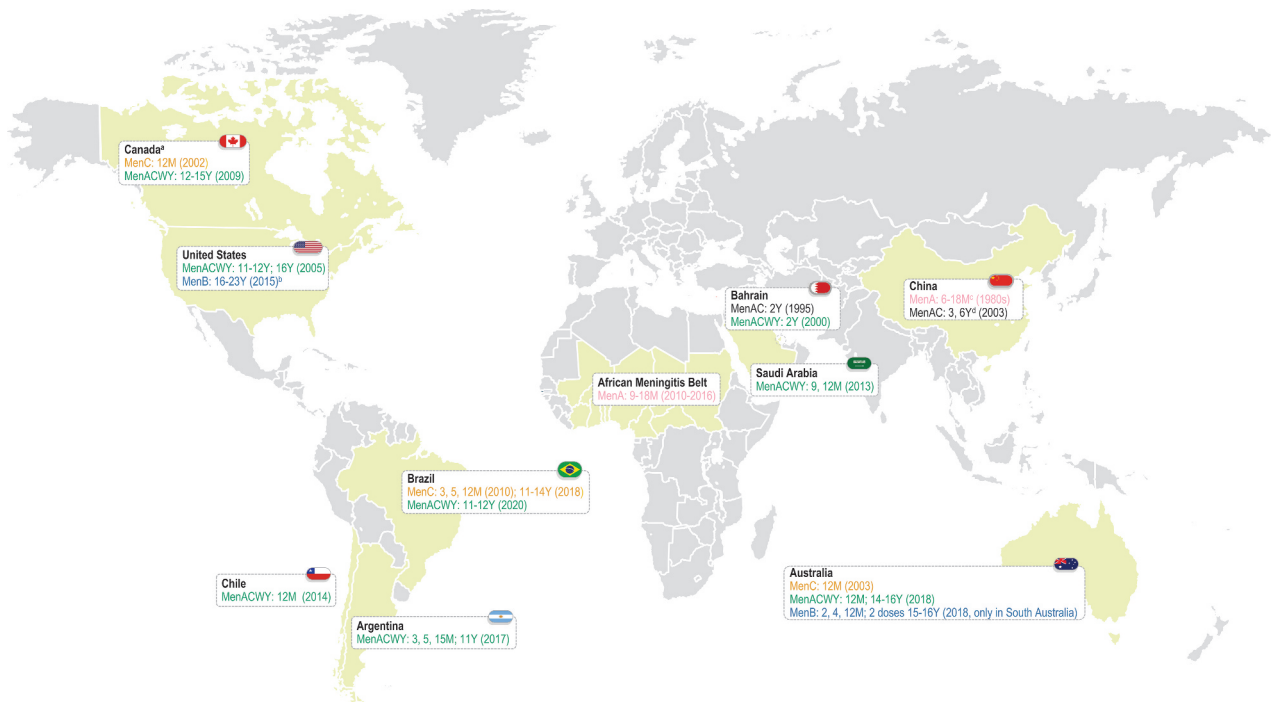 Canadaᵃ
MenC: 12M (2002)
MenACWY: 12-15Y (2009)
United States
MenACWY: 11-12Y; 16Y (2005)
MenB: 16-23Y (2015)ᵇ
Bahrain
MenAC: 2Y (1995)
MenACWY: 2Y (2000)
China
MenA: 6-18Mᶜ (1980s)
MenAC: 3, 6Yᵈ (2003)
Saudi Arabia
MenACWY: 9, 12M (2013)
African Meningitis Belt
MenA: 9-18M (2010-2016)
Brazil
MenC: 3, 5, 12M (2010); 11-14Y (2018)
MenACWY: 11-12Y (2020)
Chile
MenACWY: 12M (2014)
Argentina
MenACWY: 3, 5, 15M; 11Y (2017)
Australia
MenC: 12M (2003)
MenACWY: 12M; 14-16Y (2018)
MenB: 2, 4, 12M; 2 doses 15-16Y (2018, only in South Australia)